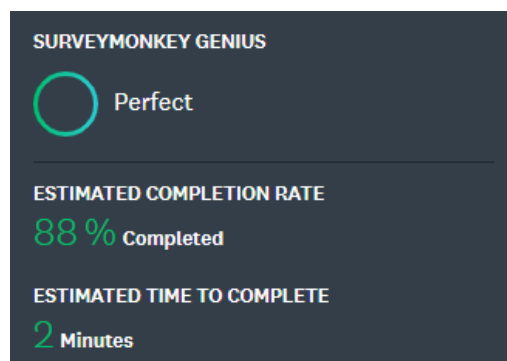 SURVEYMONKEY GENIUS
Perfect
ESTIMATED COMPLETION RATE
88 % Completed
ESTIMATED TIME TO COMPLETE
2 Minutes